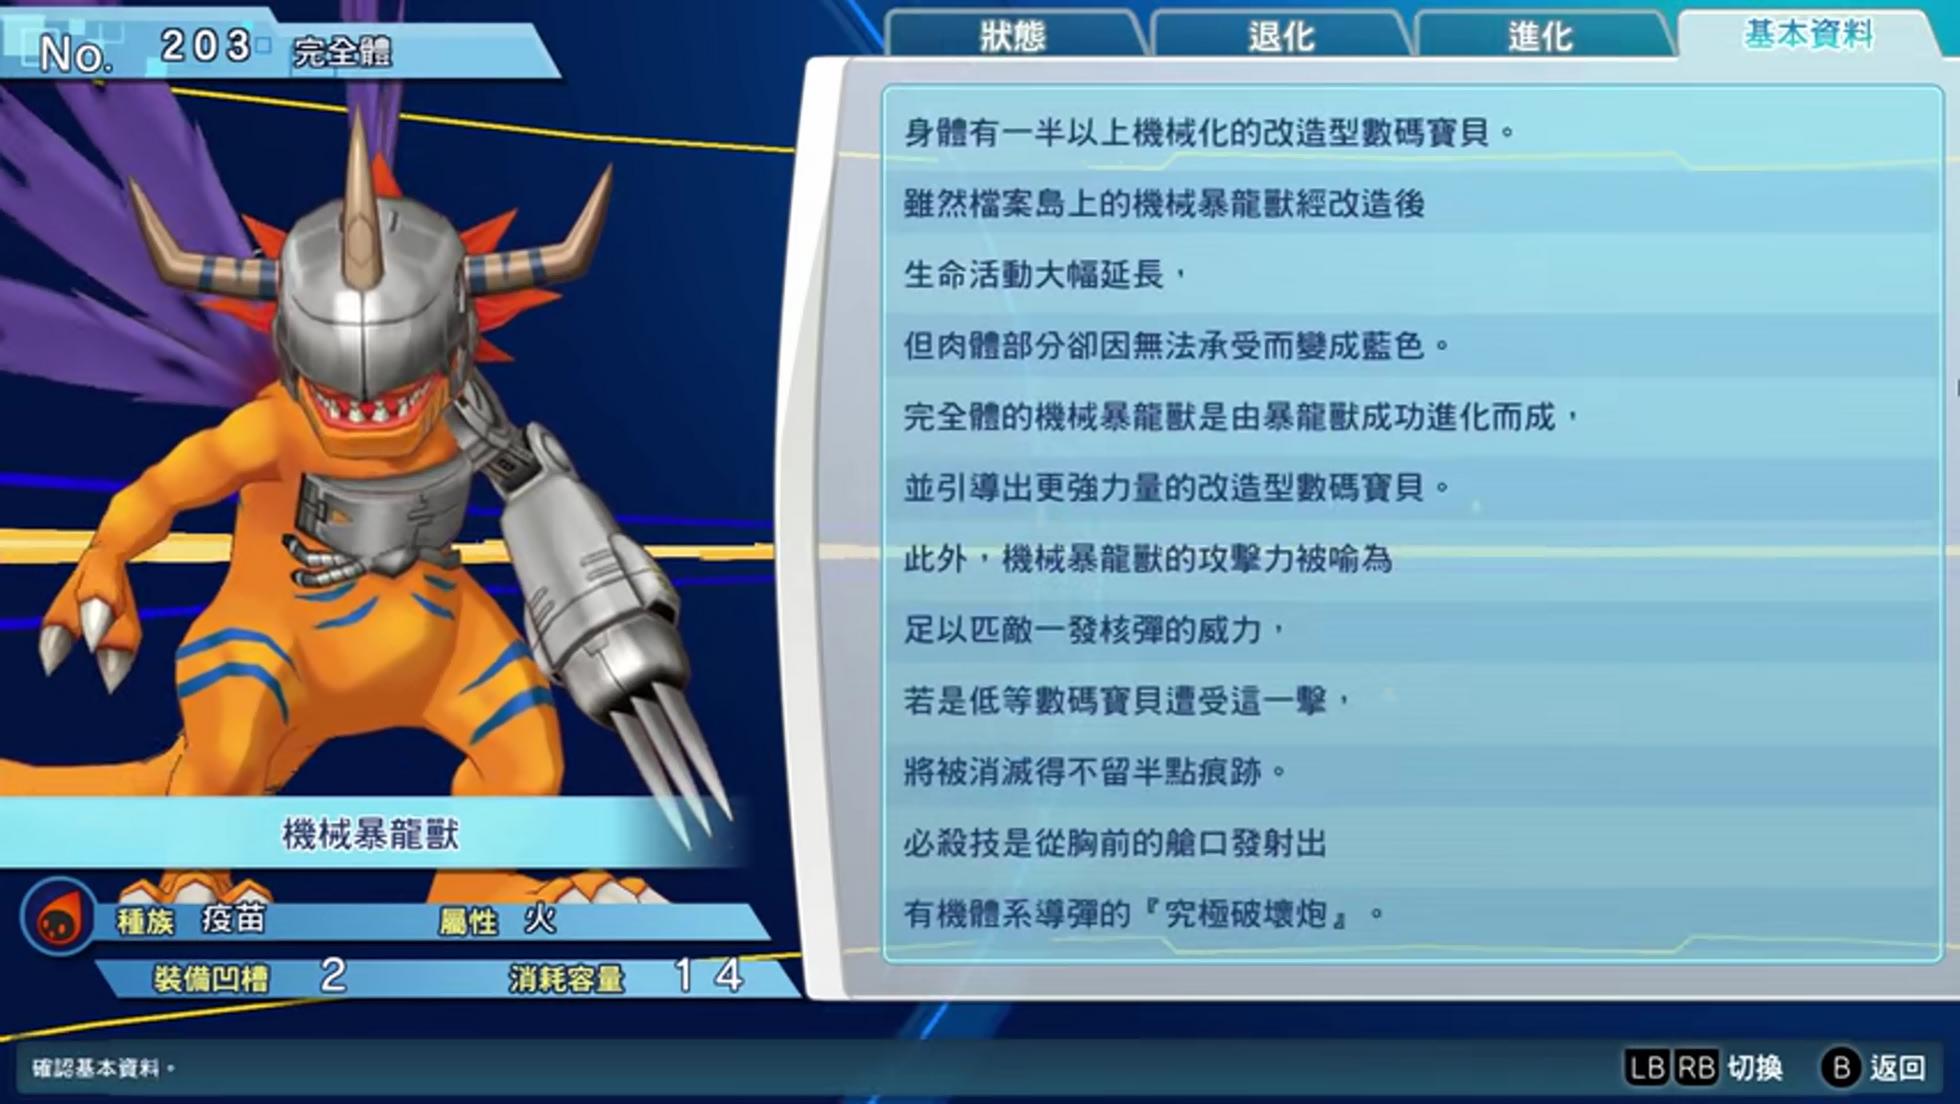 No. 203 完全體
狀態 退化 進化 基本資料
身體有一半以上機械化的改造型數碼寶貝。
雖然檔案島上的機械暴龍獸經改造後
生命活動大幅延長，
但肉體部分卻因無法承受而變成藍色。
完全體的機械暴龍獸是由暴龍獸成功進化而成，
並引導出更強力量的改造型數碼寶貝。
此外，機械暴龍獸的攻擊力被喻為
足以匹敵一發核彈的威力，
若是低等數碼寶貝遭受這一擊，
將被消滅得不留半點痕跡。
必殺技是從胸前的艙口發射出
有機體系導彈的『究極破壞炮』。
機械暴龍獸
種族 疫苗 屬性 火
裝備凹槽 2 消耗容量 14
確認基本資料。
LB RB 切換 B 返回